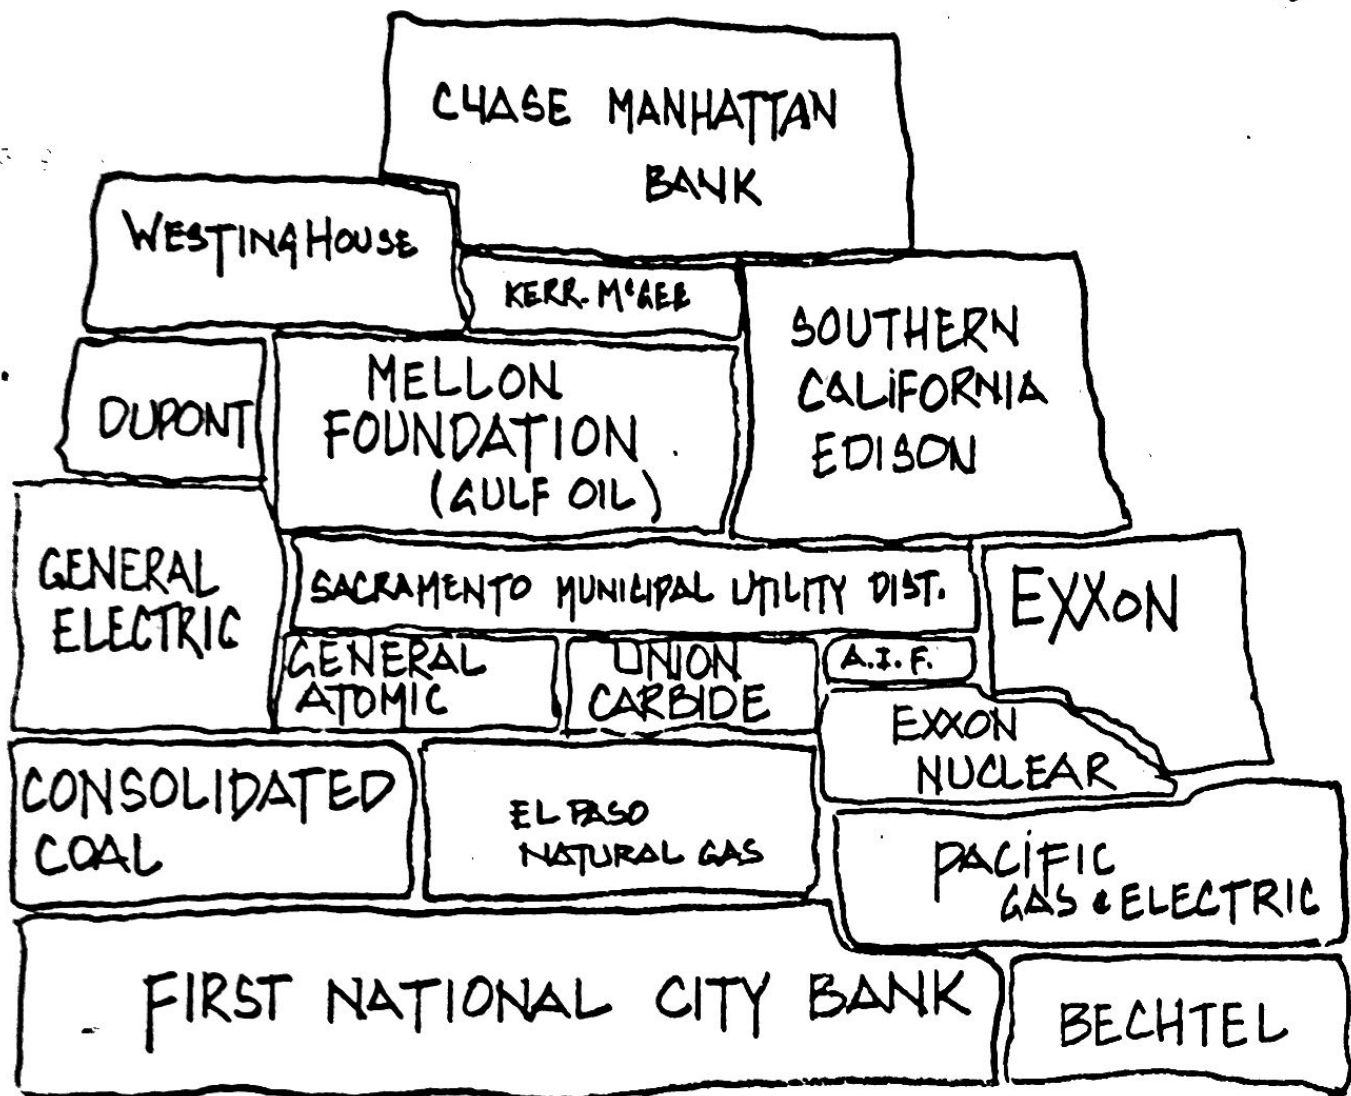 CHASE MANHATTAN
BANK
WESTINGHOUSE
KERR-McGEE
SOUTHERN
CALIFORNIA
EDISON
MELLON
FOUNDATION
(GULF OIL)
DUPONT
GENERAL
ELECTRIC
SACRAMENTO MUNICIPAL UTILITY DIST.
EXXON
GENERAL
ATOMIC
UNION
CARBIDE
A.I.F.
EXXON
NUCLEAR
CONSOLIDATED
COAL
EL PASO
NATURAL GAS
PACIFIC
GAS & ELECTRIC
FIRST NATIONAL CITY BANK
BECHTEL